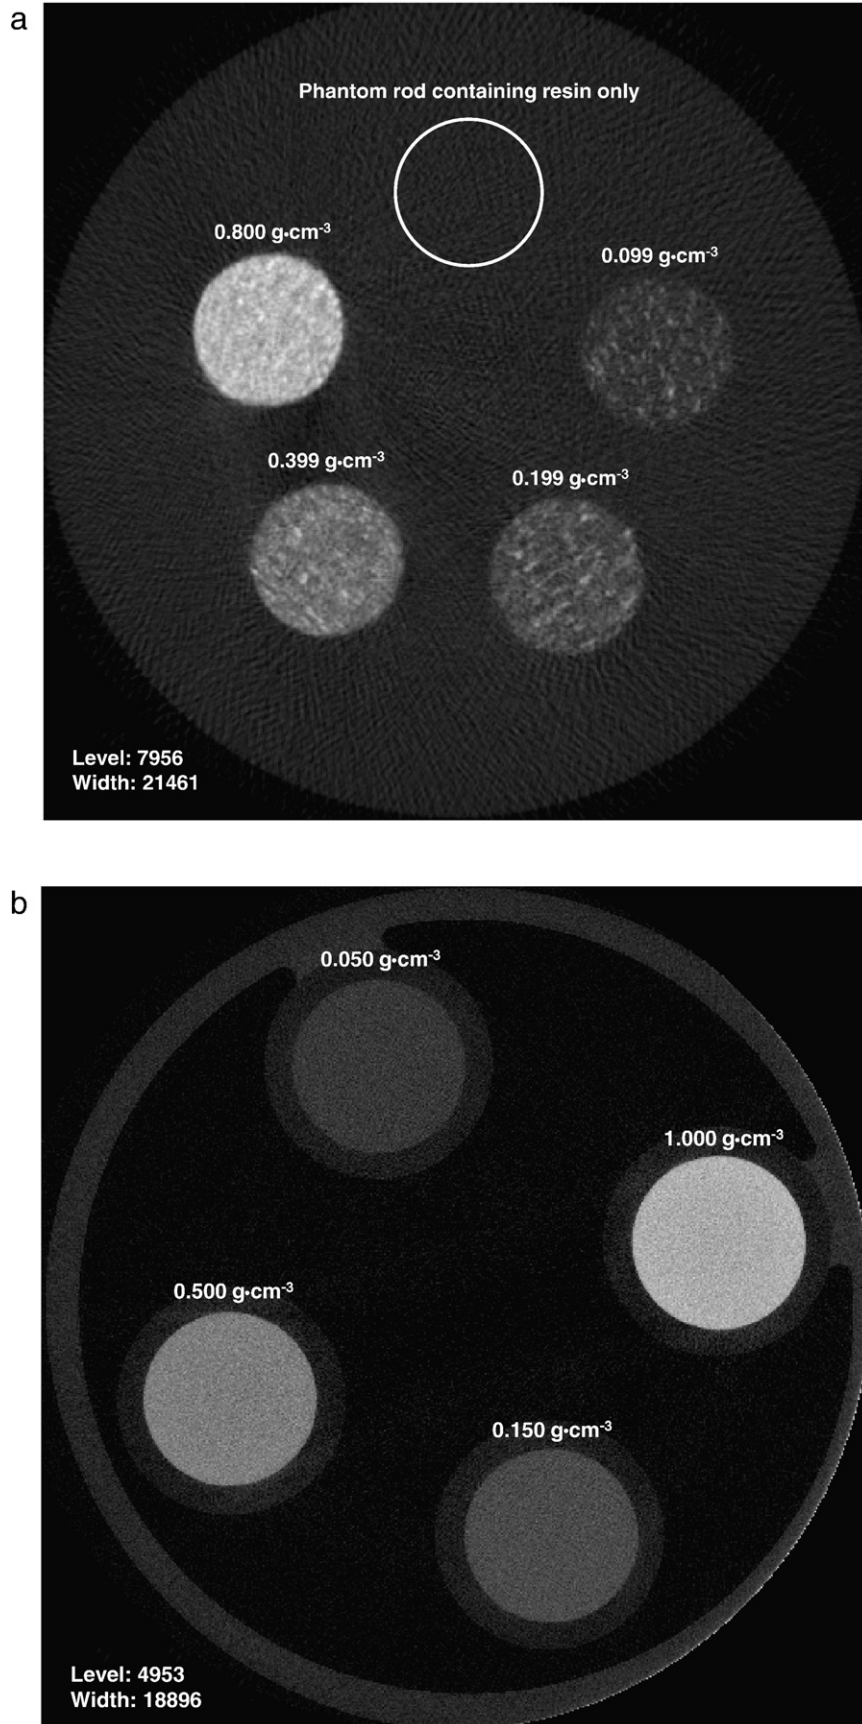 a
Phantom rod containing resin only
0.800 g•cm-3
0.099 g•cm-3
0.399 g•cm-3
0.199 g•cm-3
Level: 7956
Width: 21461
b
0.050 g•cm-3
1.000 g•cm-3
0.500 g•cm-3
0.150 g•cm-3
Level: 4953
Width: 18896